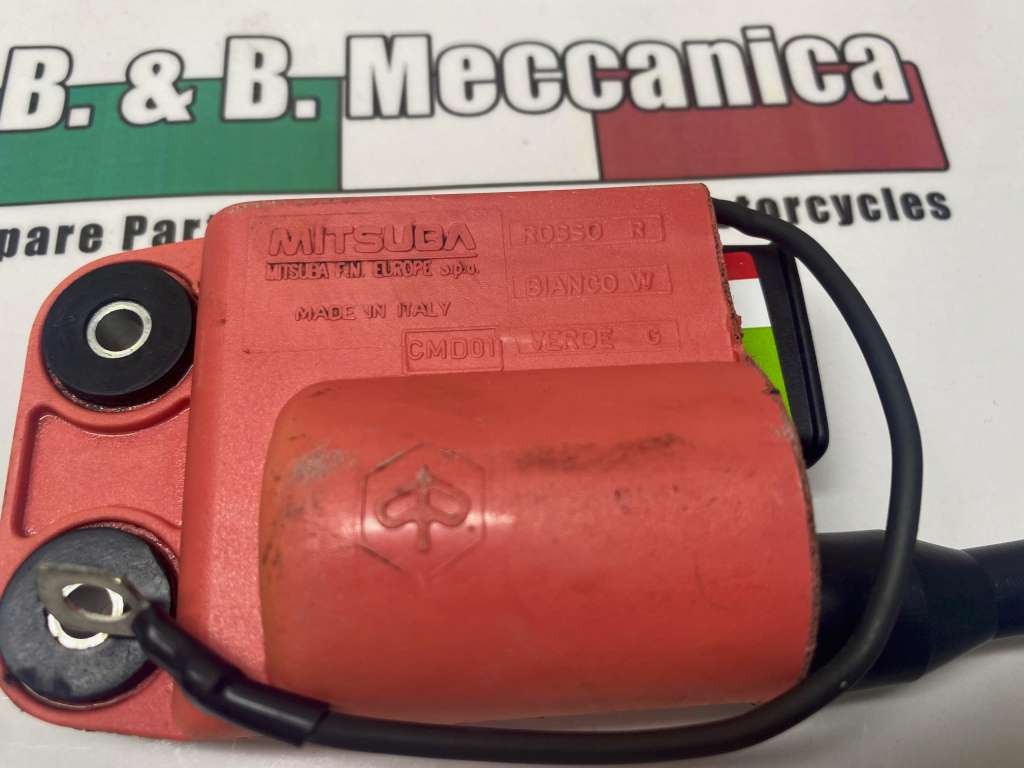 B. & B. Meccanica
pare Par
orcycles
MITSUBA
MITSUBA FIN. EUROPE s.p.a.
MADE IN ITALY
CMD01
ROSSO R
BIANCO W
VERDE G